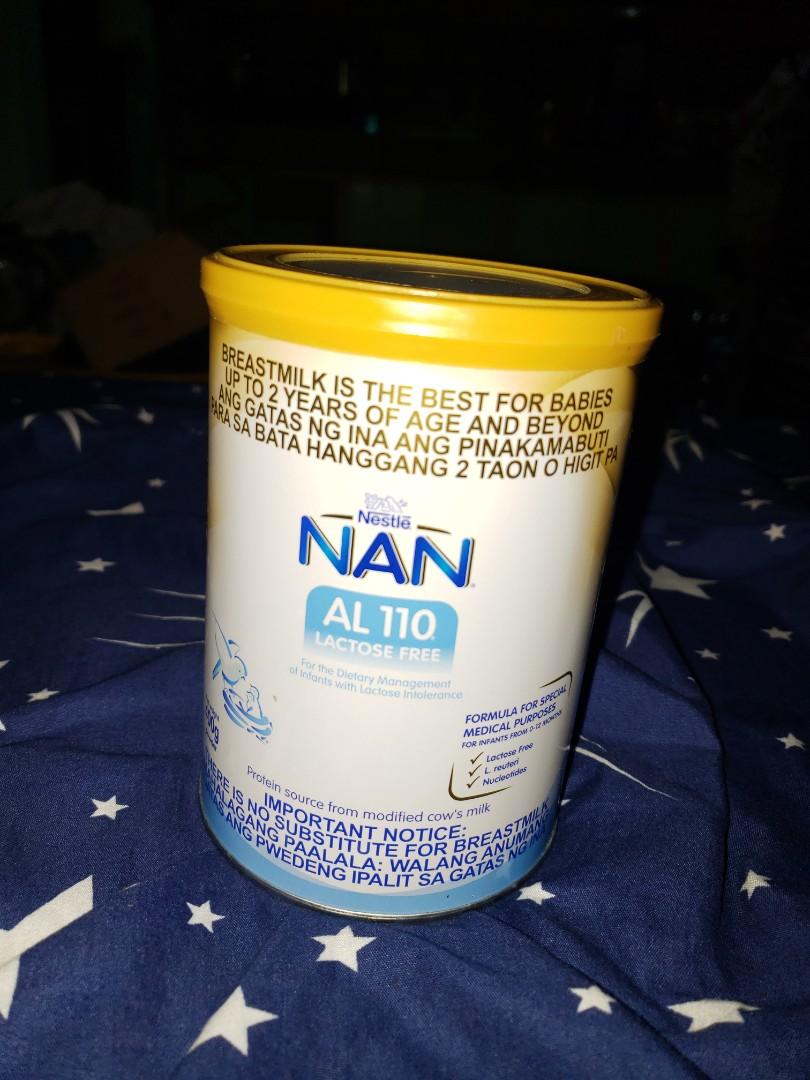 BREASTMILK IS THE BEST FOR BABIES
UP TO 2 YEARS OF AGE AND BEYOND
ANG GATAS NG INA ANG PINAKAMABUTI
PARA SA BATA HANGGANG 2 TAON O HIGIT PA
Nestlé
NAN
AL 110
LACTOSE FREE
For the Dietary Management
of Infants with Lactose Intolerance
FORMULA FOR SPECIAL
MEDICAL PURPOSES
FOR INFANTS FROM 0-12 MONTHS
Lactose Free
L. reuteri
Nucleotides
Protein source from modified cow's milk
IMPORTANT NOTICE:
THERE IS NO SUBSTITUTE FOR BREASTMILK
PAALALA: WALANG ANUMANG
ANG PWEDENG IPALIT SA GATAS NG